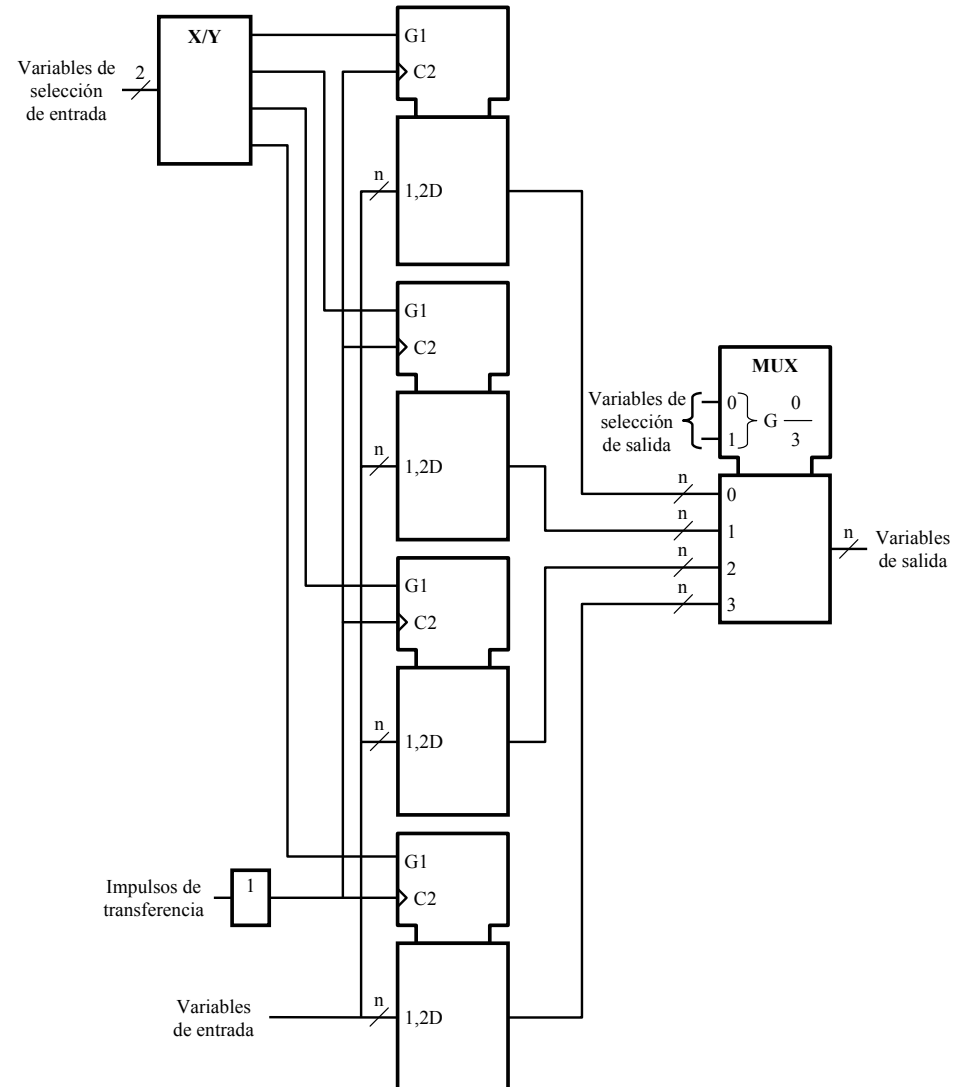 X/Y
Variables de
selección
de entrada
2
G1
C2
n
1,2D
G1
C2
n
1,2D
MUX
Variables de
selección
de salida
0
1
G
0
3
n
0
n
1
n
2
n
3
n
Variables
de salida
G1
C2
n
1,2D
Impulsos de
transferencia
1
G1
C2
Variables
de entrada
n
1,2D